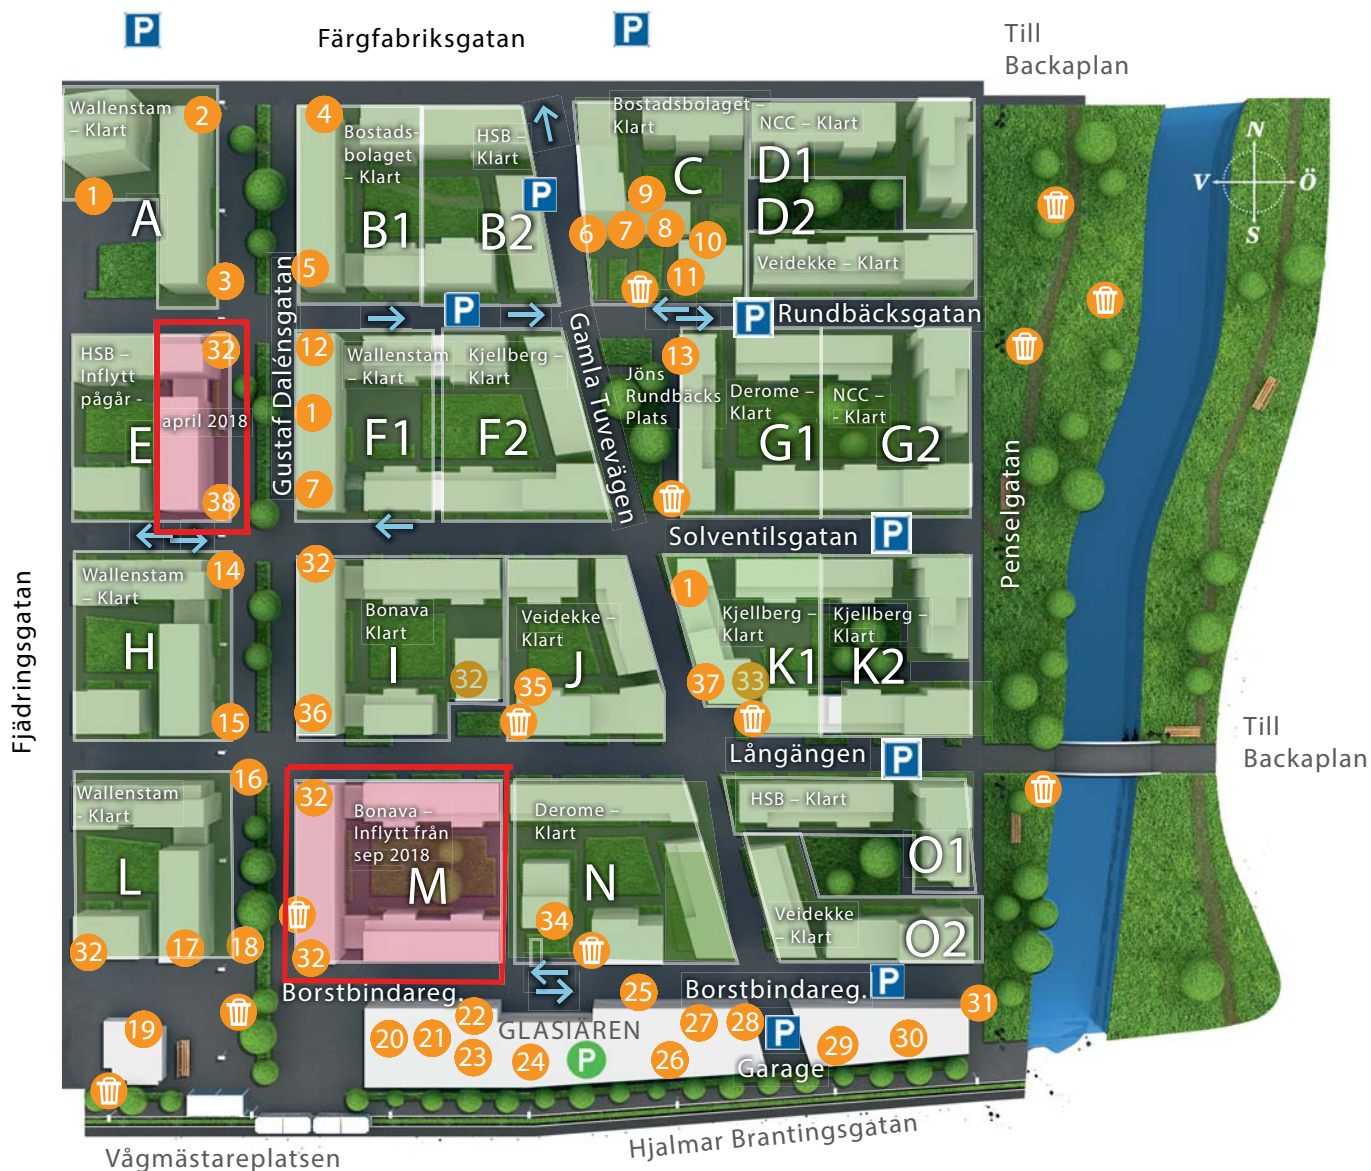 P
P
Färgfabriksgatan
Till
Backaplan
Wallenstam
– Klart
2
1
A
3
4
Bostads-
bolaget
– Klart
B1
5
HSB –
Klart
P
B2
Bostadsbolaget –
Klart
C
9
6
7
8
10
11
NCC – Klart
D1
D2
Veidekke – Klart
N
V
Ö
S
Gustaf Dalénsgatan
P
P
Rundbäcksgatan
HSB –
Inflytt
pågår -
32
april 2018
E
38
12
Wallenstam
– Klart
1
F1
7
Kjellberg –
Klart
F2
Gamla Tuvevägen
13
Jöns
Rundbäcks
Plats
Derome –
Klart
G1
NCC –
- Klart
G2
Solventilsgatan
P
Penselgatan
Fjädringsgatan
Wallenstam
– Klart
14
H
15
32
Bonava
Klart
I
32
36
Veidekke –
Klart
J
35
1
Kjellberg –
Klart
37
33
K1
Kjellberg –
Klart
K2
Långängen
P
Till
Backaplan
Wallenstam
- Klart
16
L
32
17
18
32
Bonava –
Inflytt från
sep 2018
M
32
Derome –
Klart
N
34
HSB – Klart
O1
Veidekke
– Klart
O2
Borstbindareg.
Borstbindareg.
P
19
20
21
22
23
GLASIÄREN
24
P
25
26
27
28
P
Garage
29
30
31
Hjalmar Brantingsgatan
Vågmästareplatsen